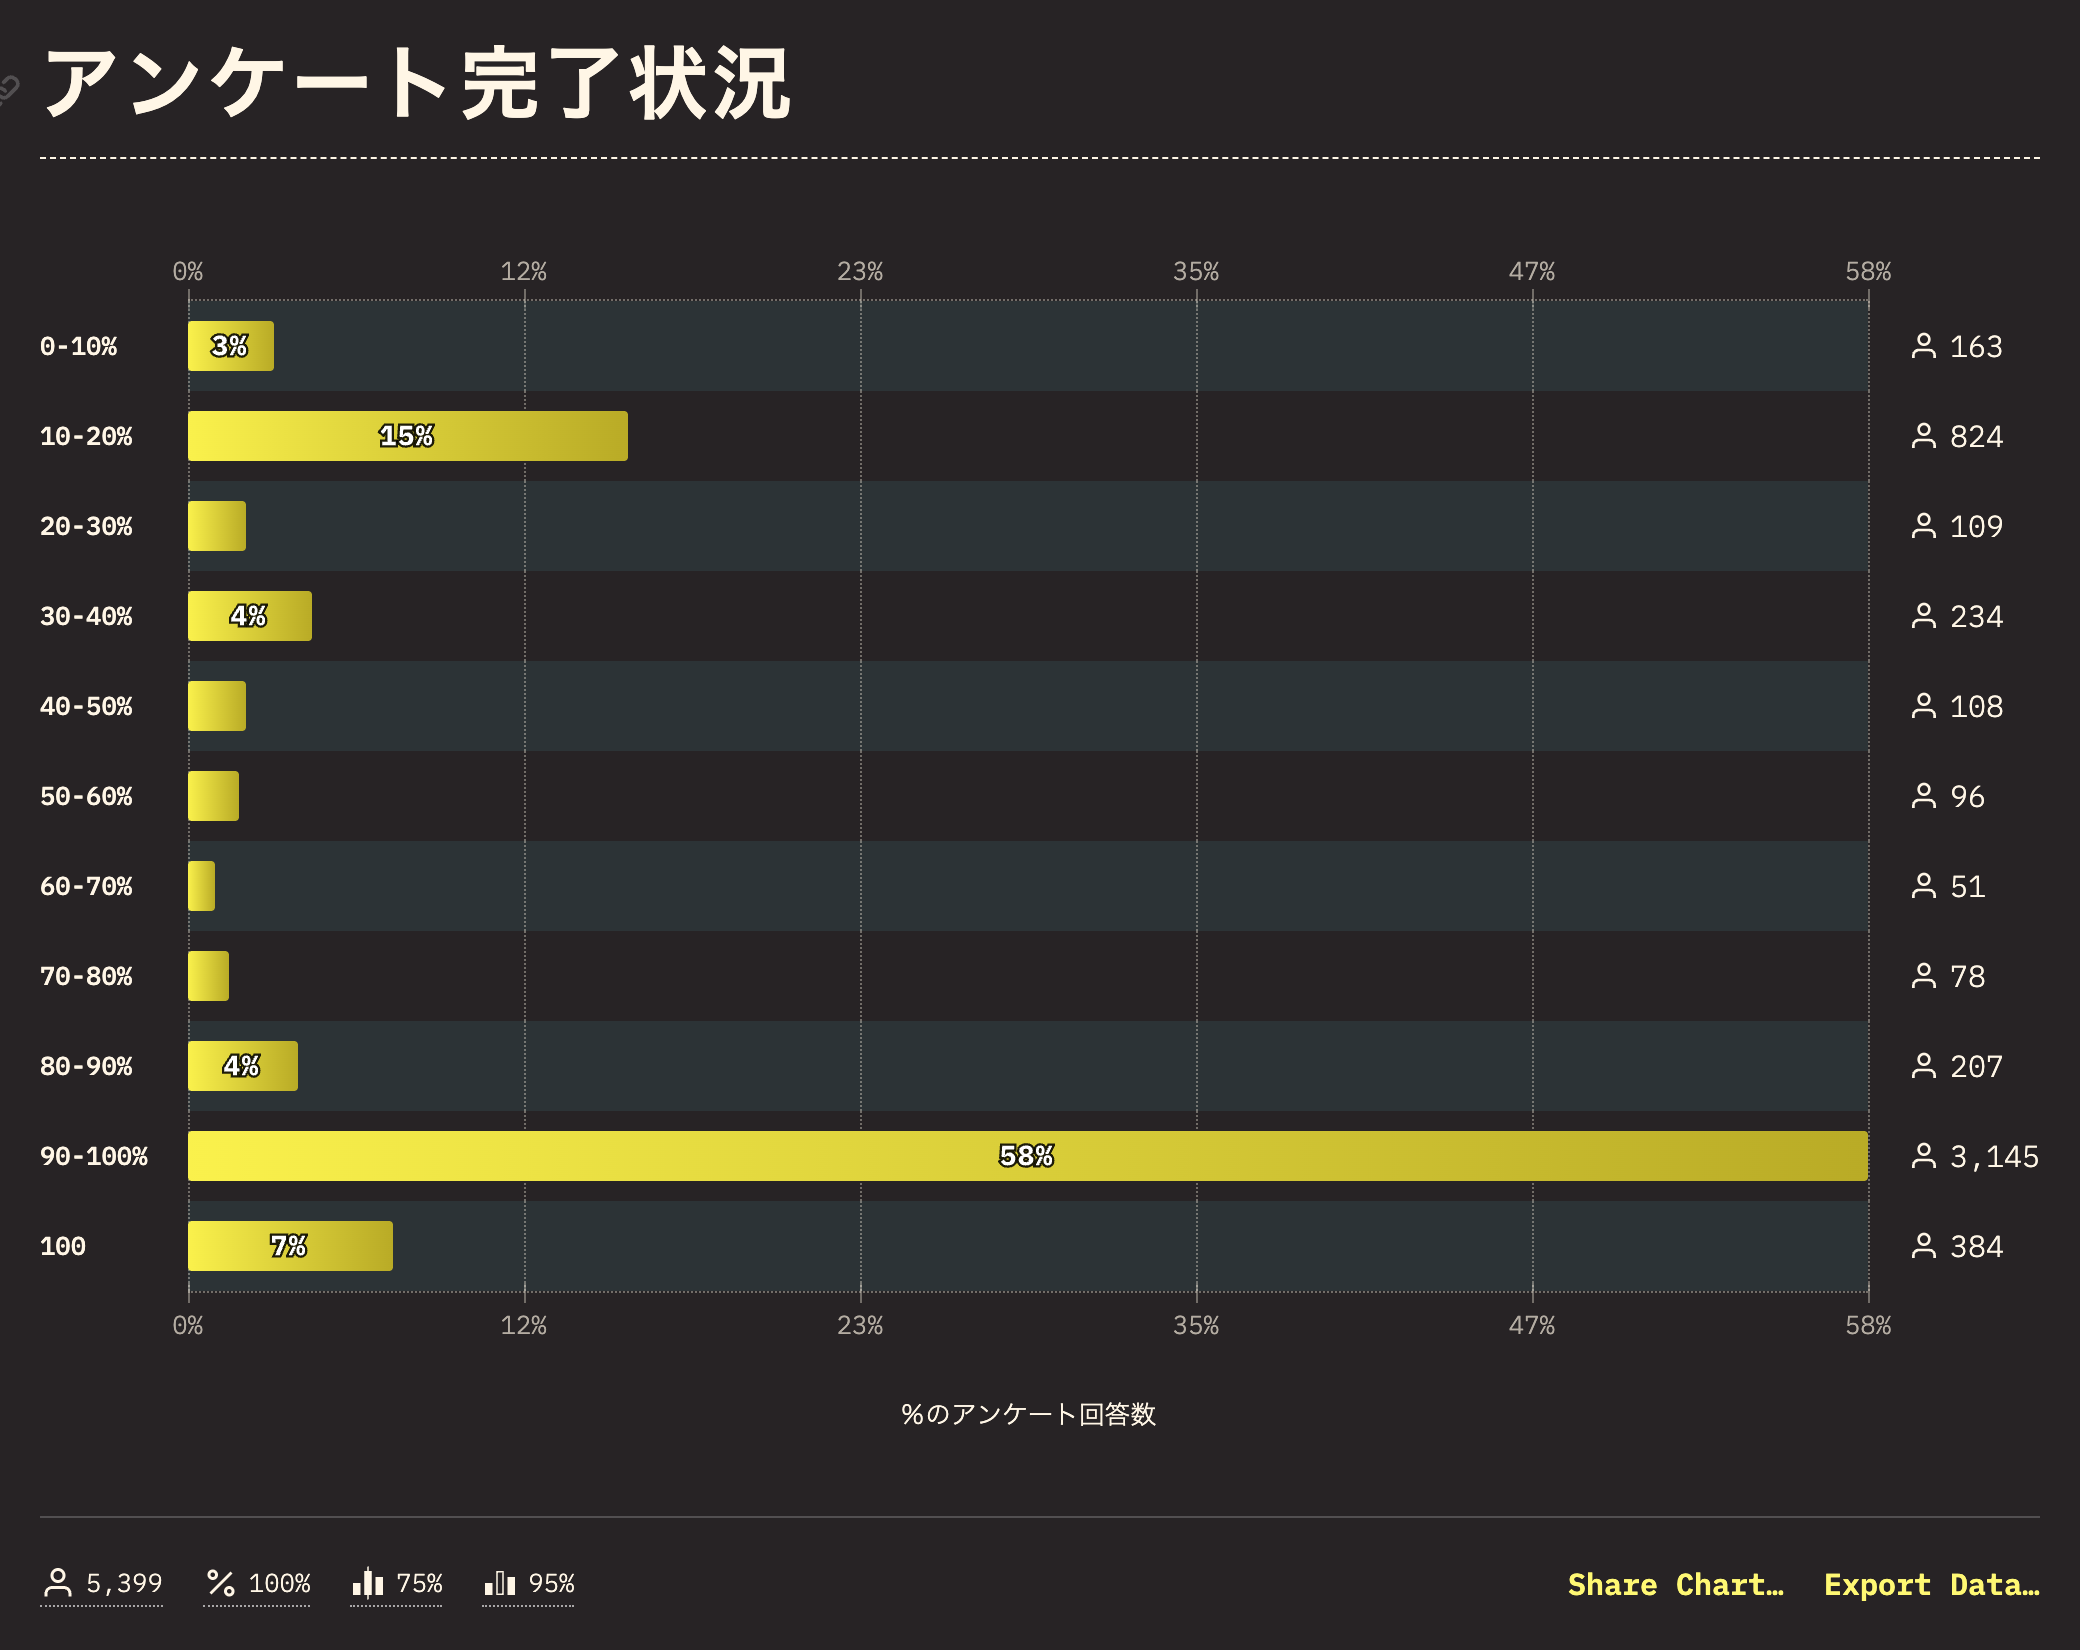 アンケート完了状況
0% 12% 23% 35% 47% 58%
0-10% 3% 163
10-20% 15% 824
20-30% 109
30-40% 4% 234
40-50% 108
50-60% 96
60-70% 51
70-80% 78
80-90% 4% 207
90-100% 58% 3,145
100 7% 384
0% 12% 23% 35% 47% 58%
%のアンケート回答数
5,399 % 100% 75% 95% Share Chart… Export Data…